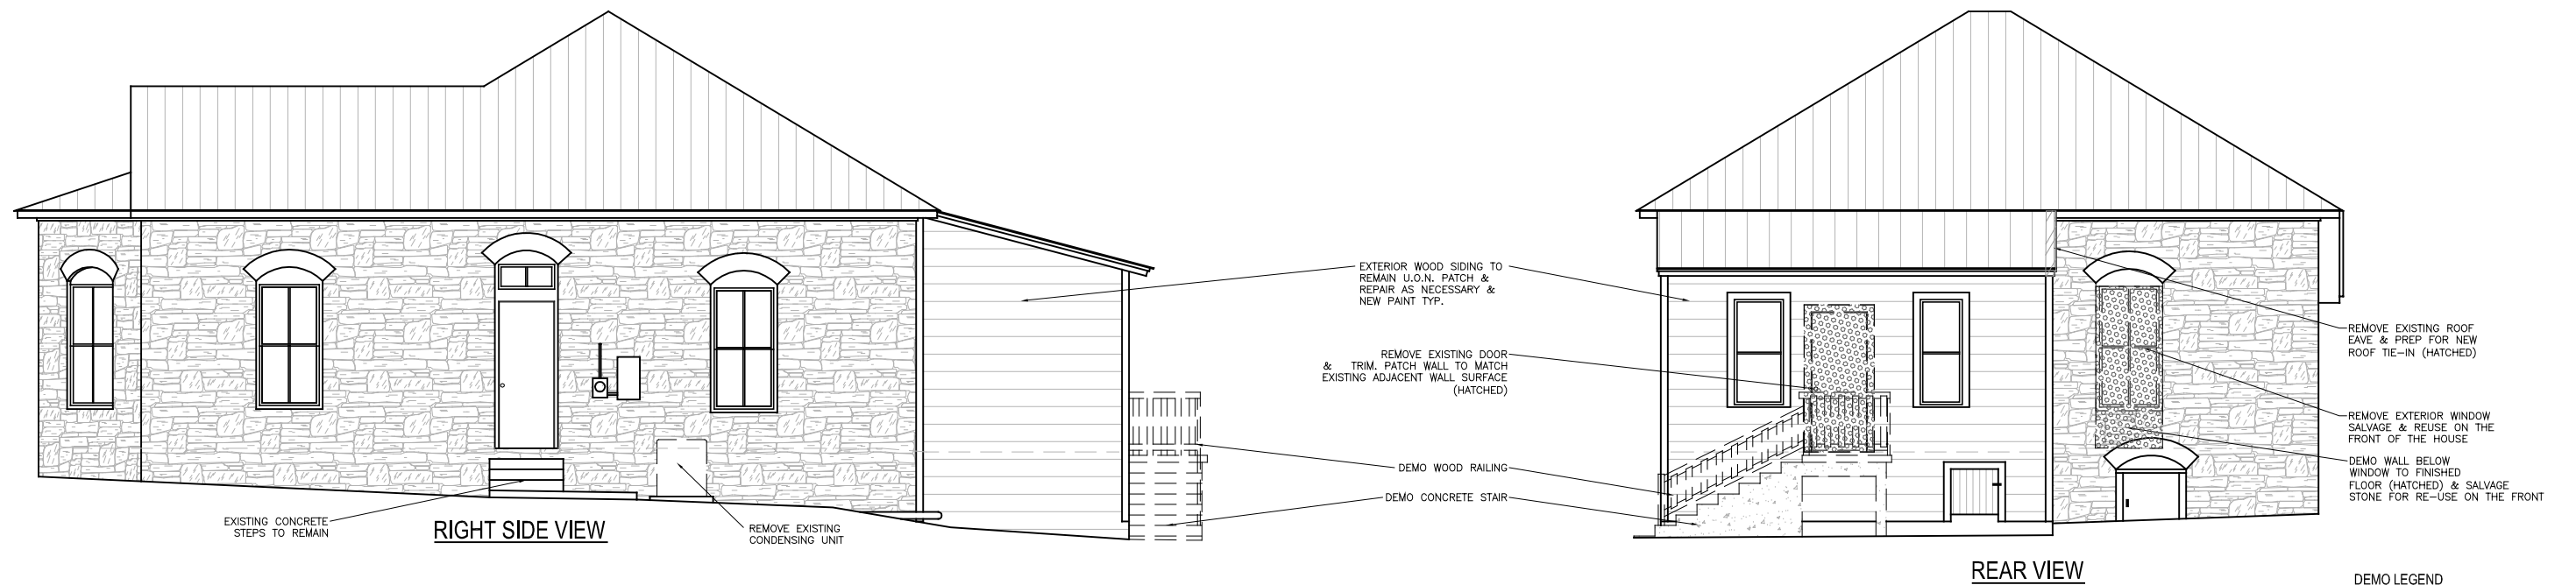 EXTERIOR WOOD SIDING TO
REMAIN U.O.N. PATCH &
REPAIR AS NECESSARY &
NEW PAINT TYP.
REMOVE EXISTING DOOR
& TRIM. PATCH WALL TO MATCH
EXISTING ADJACENT WALL SURFACE
(HATCHED)
DEMO WOOD RAILING
DEMO CONCRETE STAIR
EXISTING CONCRETE
STEPS TO REMAIN
RIGHT SIDE VIEW
REMOVE EXISTING
CONDENSING UNIT
REMOVE EXISTING ROOF
EAVE & PREP FOR NEW
ROOF TIE-IN (HATCHED)
REMOVE EXTERIOR WINDOW
SALVAGE & REUSE ON THE
FRONT OF THE HOUSE
DEMO WALL BELOW
WINDOW TO FINISHED
FLOOR (HATCHED) & SALVAGE
STONE FOR RE-USE ON THE FRONT
REAR VIEW
DEMO LEGEND